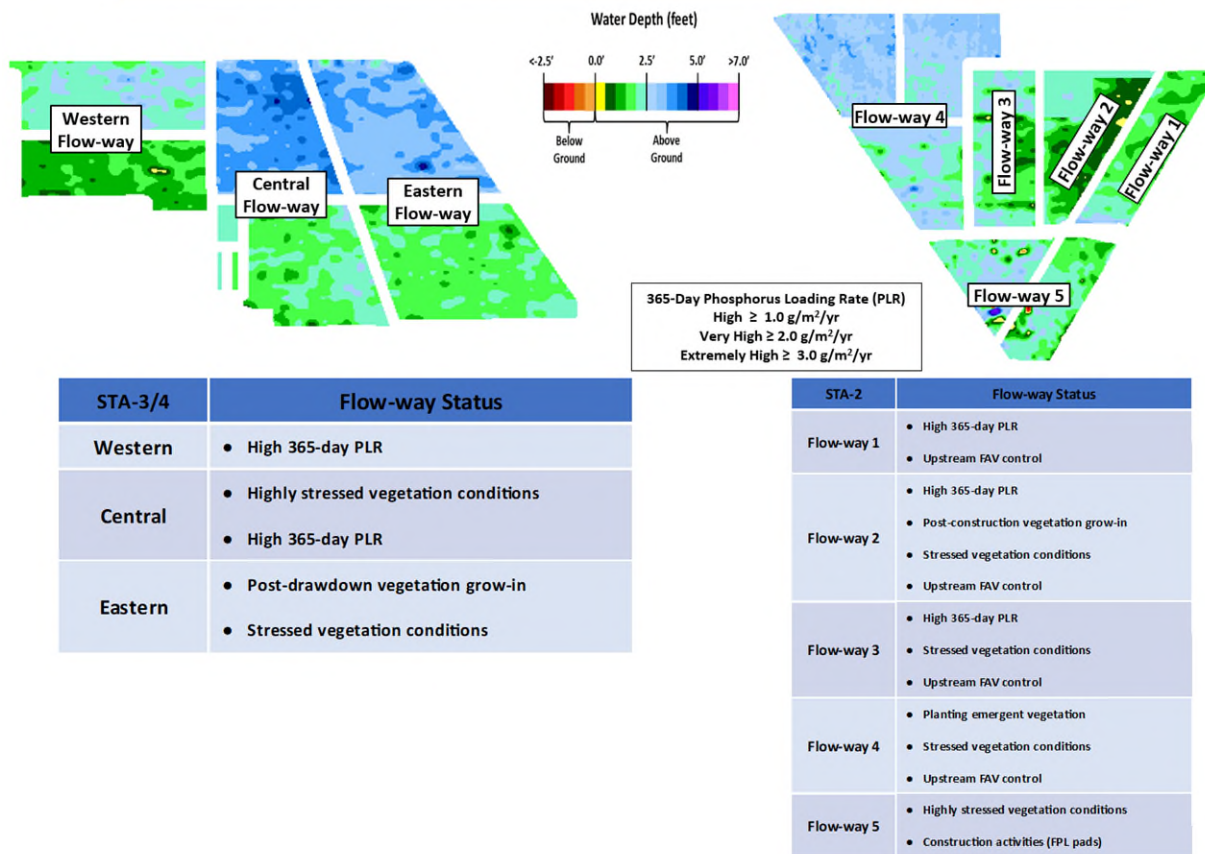 Water Depth (feet)
<-2.5' 0.0' 2.5' 5.0' >7.0'
Below
Ground
Above
Ground
Western
Flow-way
Central
Flow-way
Eastern
Flow-way
Flow-way 4
Flow-way 3
Flow-way 2
Flow-way 1
Flow-way 5
365-Day Phosphorus Loading Rate (PLR)
High ≥ 1.0 g/m²/yr
Very High ≥ 2.0 g/m²/yr
Extremely High ≥ 3.0 g/m²/yr
STA-3/4 Flow-way Status
Western ● High 365-day PLR
Central
● Highly stressed vegetation conditions
● High 365-day PLR
Eastern
● Post-drawdown vegetation grow-in
● Stressed vegetation conditions
STA-2 Flow-way Status
Flow-way 1
● High 365-day PLR
● Upstream FAV control
Flow-way 2
● High 365-day PLR
● Post-construction vegetation grow-in
● Stressed vegetation conditions
● Upstream FAV control
Flow-way 3
● High 365-day PLR
● Stressed vegetation conditions
● Upstream FAV control
Flow-way 4
● Planting emergent vegetation
● Stressed vegetation conditions
● Upstream FAV control
Flow-way 5
● Highly stressed vegetation conditions
● Construction activities (FPL pads)